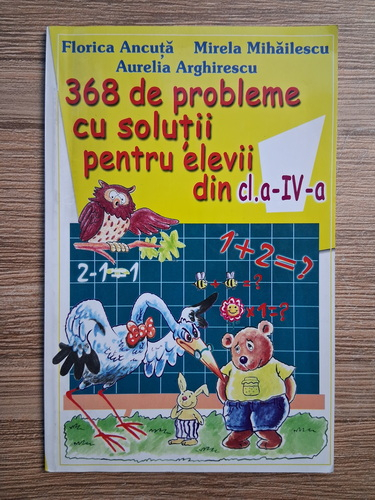 Florica Ancuță Mirela Mihăilescu
Aurelia Arghirescu
368 de probleme
cu soluții
pentru elevii
din cl.a-IV-a
1+2=?
2-1=1
+ = ?
x1=?